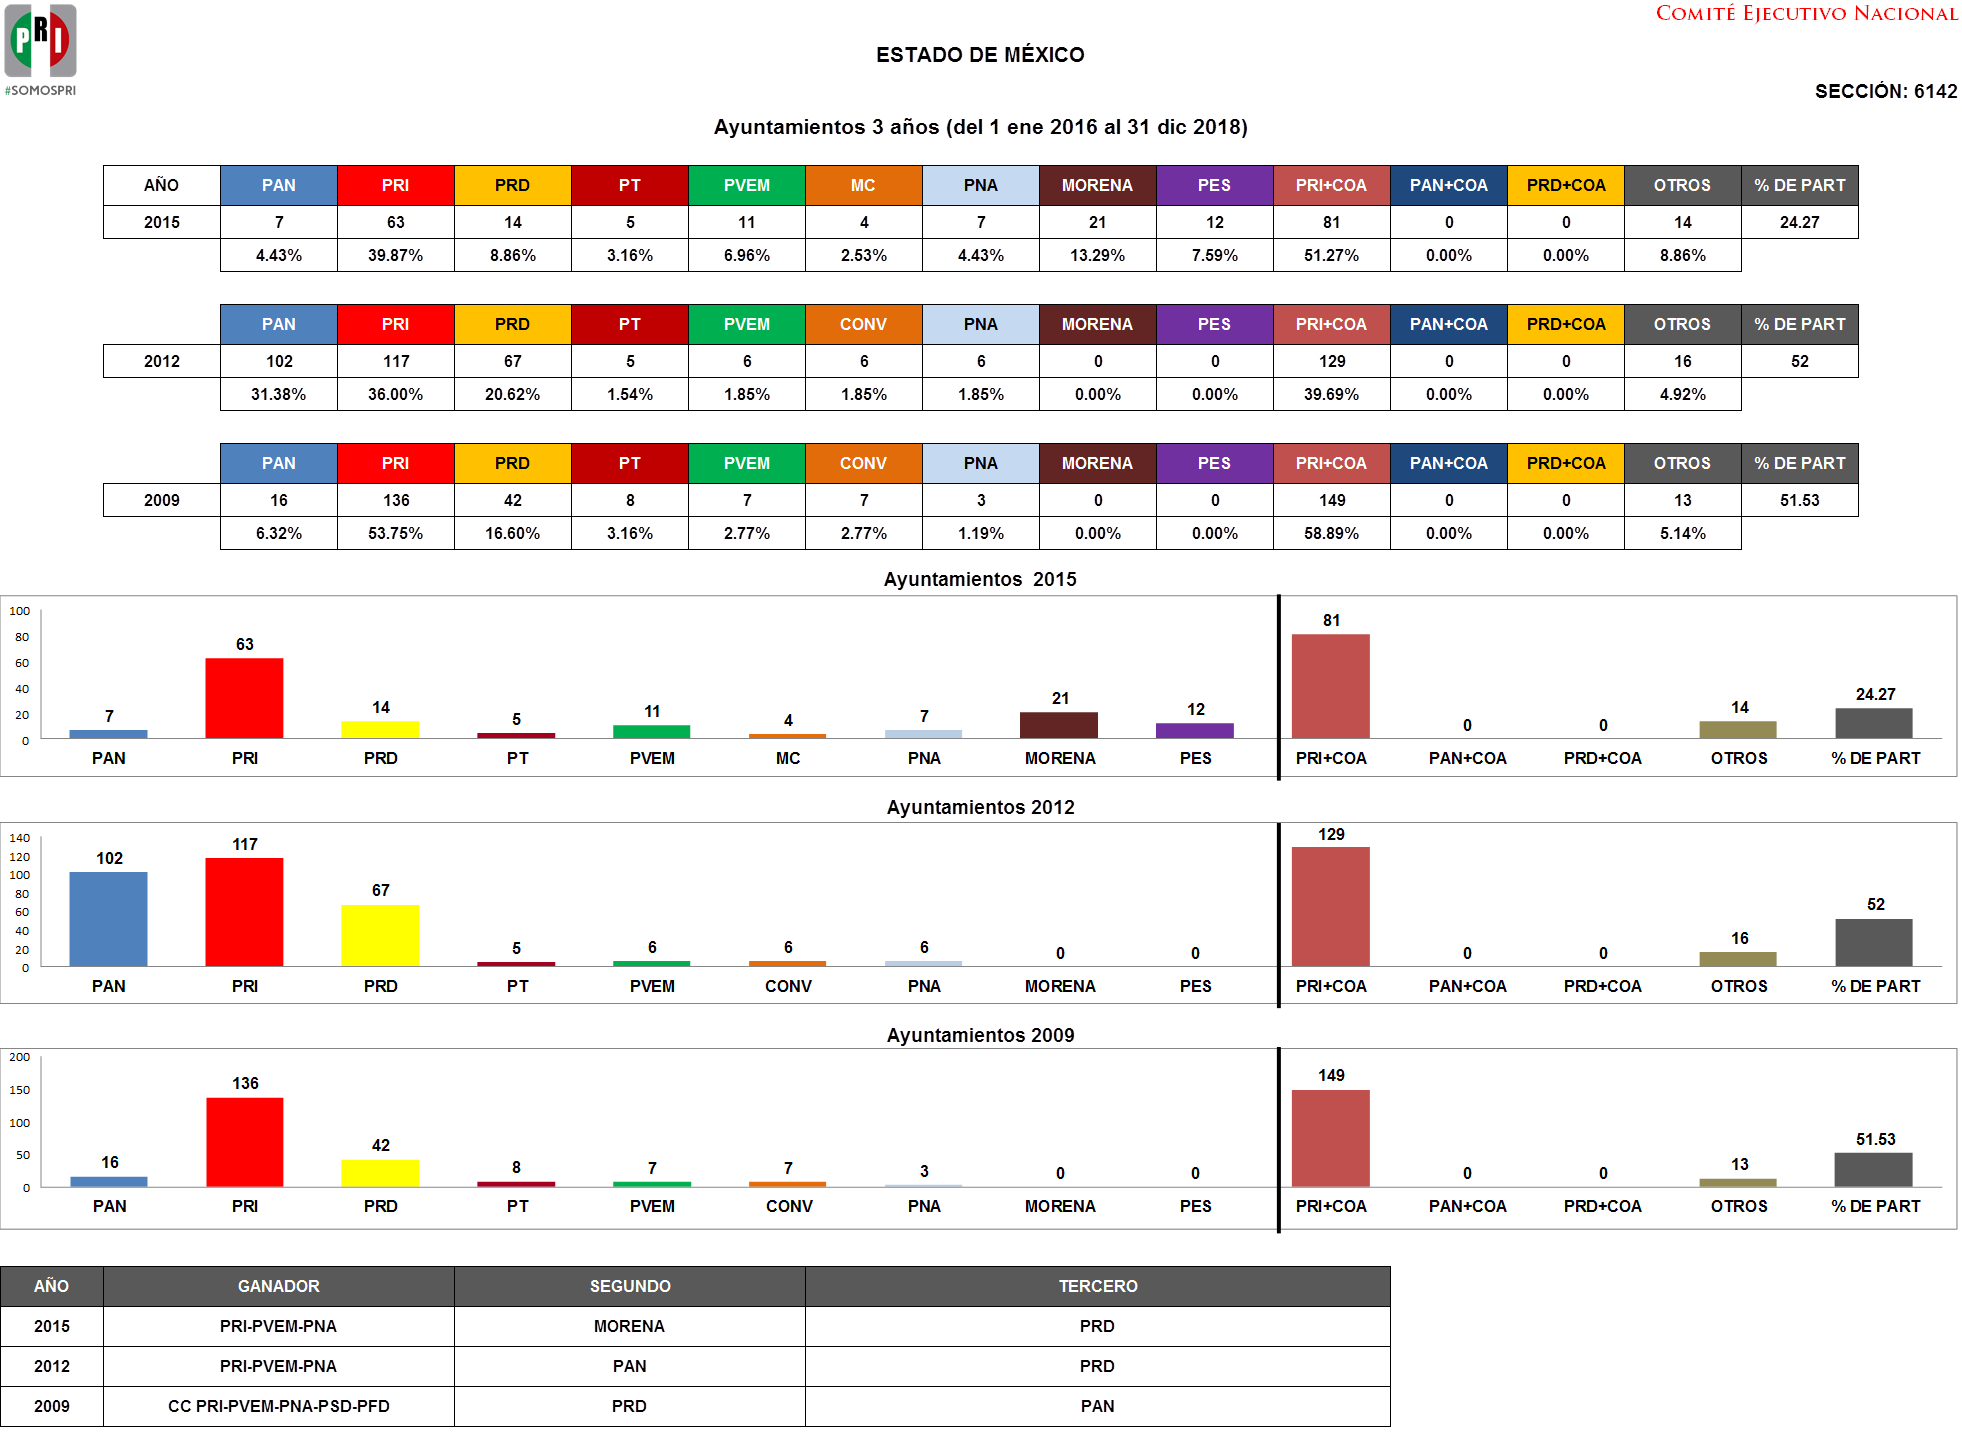 PRI
#SOMOSPRI
COMITÉ EJECUTIVO NACIONAL
ESTADO DE MÉXICO
SECCIÓN: 6142
Ayuntamientos 3 años (del 1 ene 2016 al 31 dic 2018)
AÑO PAN PRI PRD PT PVEM MC PNA MORENA PES PRI+COA PAN+COA PRD+COA OTROS % DE PART
2015 7 63 14 5 11 4 7 21 12 81 0 0 14 24.27
4.43% 39.87% 8.86% 3.16% 6.96% 2.53% 4.43% 13.29% 7.59% 51.27% 0.00% 0.00% 8.86%
PAN PRI PRD PT PVEM CONV PNA MORENA PES PRI+COA PAN+COA PRD+COA OTROS % DE PART
2012 102 117 67 5 6 6 6 0 0 129 0 0 16 52
31.38% 36.00% 20.62% 1.54% 1.85% 1.85% 1.85% 0.00% 0.00% 39.69% 0.00% 0.00% 4.92%
PAN PRI PRD PT PVEM CONV PNA MORENA PES PRI+COA PAN+COA PRD+COA OTROS % DE PART
2009 16 136 42 8 7 7 3 0 0 149 0 0 13 51.53
6.32% 53.75% 16.60% 3.16% 2.77% 2.77% 1.19% 0.00% 0.00% 58.89% 0.00% 0.00% 5.14%
Ayuntamientos 2015
100
80
60
40
20
0
7 63 14 5 11 4 7 21 12 81 0 0 14 24.27
PAN PRI PRD PT PVEM MC PNA MORENA PES PRI+COA PAN+COA PRD+COA OTROS % DE PART
Ayuntamientos 2012
140
120
100
80
60
40
20
0
102 117 67 5 6 6 6 0 0 129 0 0 16 52
PAN PRI PRD PT PVEM CONV PNA MORENA PES PRI+COA PAN+COA PRD+COA OTROS % DE PART
Ayuntamientos 2009
200
150
100
50
0
16 136 42 8 7 7 3 0 0 149 0 0 13 51.53
PAN PRI PRD PT PVEM CONV PNA MORENA PES PRI+COA PAN+COA PRD+COA OTROS % DE PART
AÑO GANADOR SEGUNDO TERCERO
2015 PRI-PVEM-PNA MORENA PRD
2012 PRI-PVEM-PNA PAN PRD
2009 CC PRI-PVEM-PNA-PSD-PFD PRD PAN